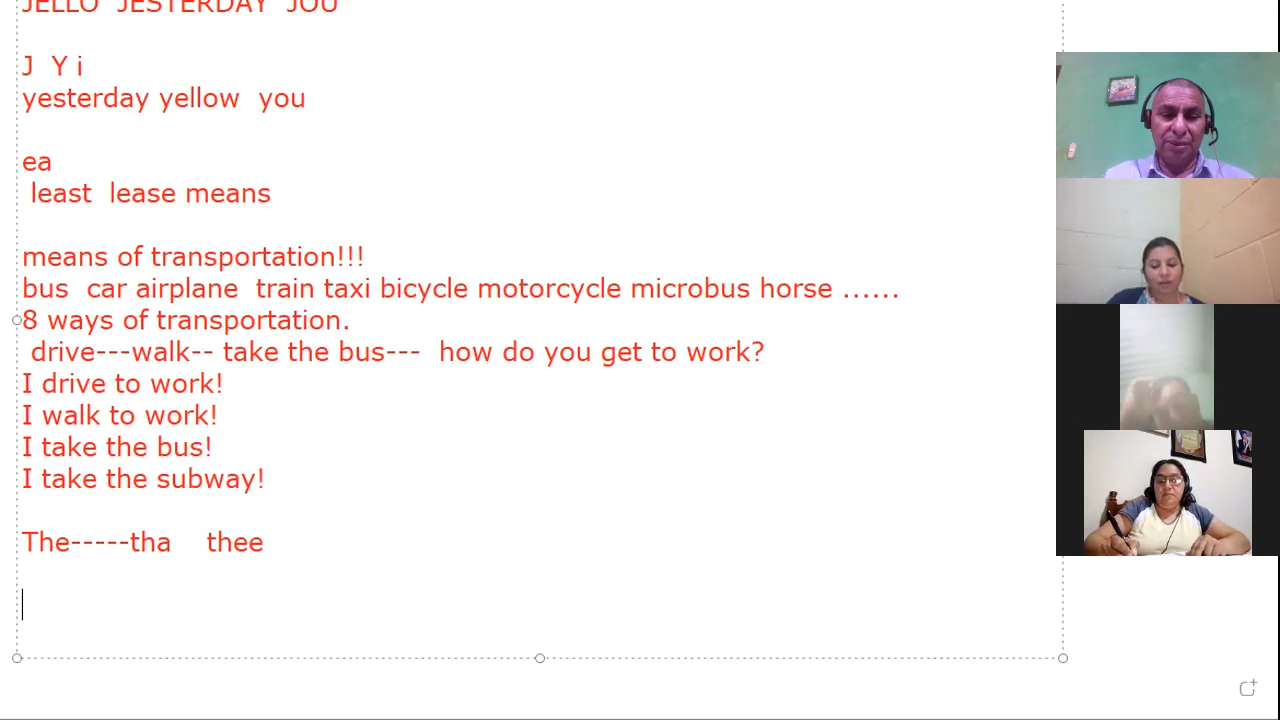 JELLO JESTERDAY JOU
J Y i
yesterday yellow you
ea
least lease means
means of transportation!!!
bus car airplane train taxi bicycle motorcycle microbus horse ......
8 ways of transportation.
drive---walk-- take the bus--- how do you get to work?
I drive to work!
I walk to work!
I take the bus!
I take the subway!
The-----tha thee